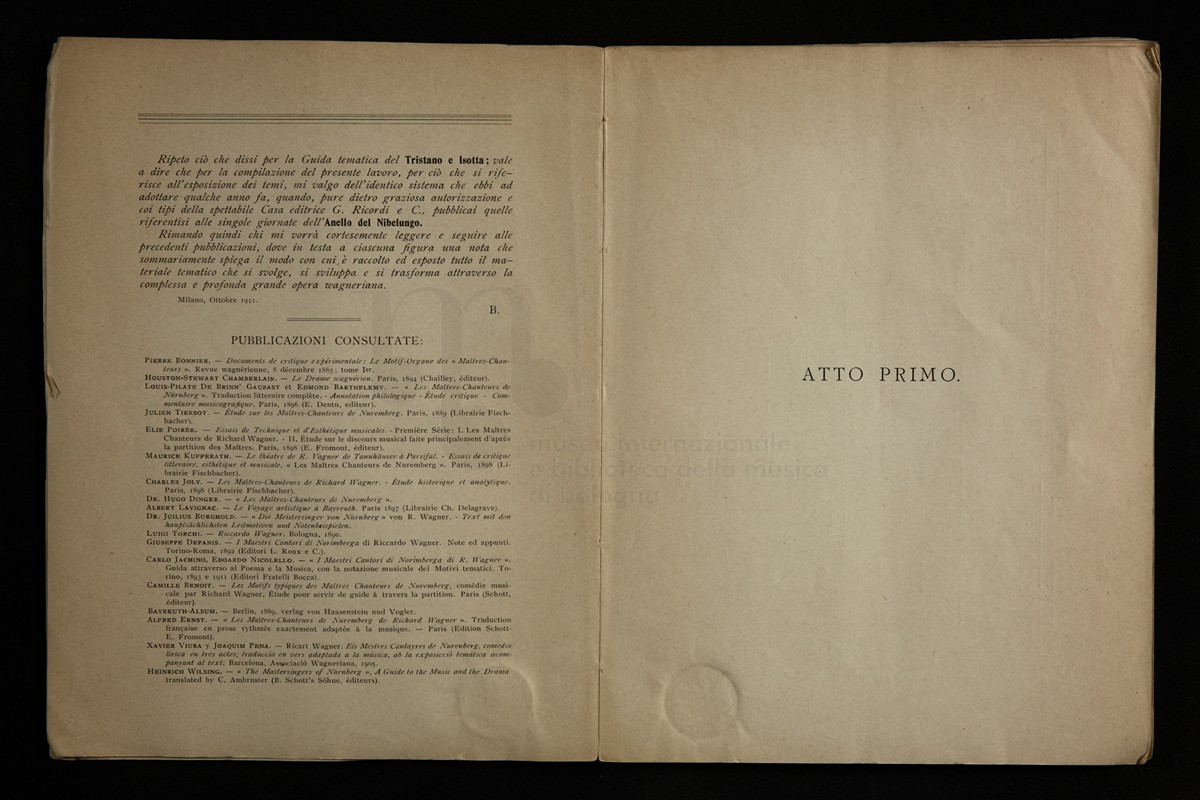 Ripeto ciò che dissi per la Guida tematica del Tristano e Isotta; vale
a dire che per la compilazione del presente lavoro, per ciò che si rife-
risce all'esposizione dei temi, mi valgo dell'identico sistema che ebbi ad
adottare qualche anno fa, quando, pure dietro graziosa autorizzazione e
coi tipi della spettabile Casa editrice G. Ricordi e C., pubblicai quelle
riferentisi alle singole giornate dell'Anello del Nibelungo.
Rimando quindi chi mi vorrà cortesemente leggere e seguire alle
precedenti pubblicazioni, dove in testa a ciascuna figura una nota che
sommariamente spiega il modo con cui è raccolto ed esposto tutto il ma-
teriale tematico che si svolge, si sviluppa e si trasforma attraverso la
complessa e profonda grande opera wagneriana.
Milano, Ottobre 1911.
B.
PUBBLICAZIONI CONSULTATE:
PIERRE BONNIER. — Documents de critique expérimentale: Le Motif-Organe des « Maîtres-Chan-
teurs ». Revue wagnérienne, 8 décembre 1885; tome Ier.
HOUSTON-STEWART CHAMBERLAIN. — Le Drame wagnérien. Paris, 1894 (Chailley, éditeur).
LOUIS-PILATE DE BRINN' GAUBAST et EDMOND BARTHELEMY. — « Les Maîtres-Chanteurs de
Nürnberg ». Traduction litteraire complète. - Annotation philologique - Étude critique - Com-
mentaire musicografique. Paris, 1896 (E. Dentu, editeur).
JULIEN TIERSOT. — Étude sur les Maîtres-Chanteurs de Nuremberg. Paris, 1889 (Librairie Fisch-
bacher).
ELIE POIRÉE. — Essais de Technique et d'Esthétique musicales. - Première Série: I. Les Maîtres
Chanteurs de Richard Wagner. - II. Étude sur le discours musical faite principalement d'après
la partition des Maîtres. Paris, 1898 (E. Fromont, éditeur).
MAURICE KUFFERATH. — Le théatre de R. Vagner de Tannhäuser à Parsifal. - Essais de critique
litteraire, esthétique et musicale. « Les Maîtres Chanteurs de Nuremberg ». Paris, 1898 (Li-
brairie Fischbacher).
CHARLES JOLY. — Les Maîtres-Chanteurs de Richard Wagner. - Étude historique et analytique.
Paris, 1898 (Librairie Fischbacher).
DR. HUGO DINGER. — « Les Maîtres-Chanteurs de Nuremberg ».
ALBERT LAVIGNAC. — Le Voyage artistique à Bayreuth. Paris 1897 (Librairie Ch. Delagrave).
DR. JUILIUS BURGHOLD. — « Die Meistersinger von Nürnberg » von R. Wagner. - Text mit den
hauptsächlichsten Leitmotiven und Notenbeispielen.
LUIGI TORCHI. — Riccardo Wagner. Bologna, 1890.
GIUSEPPE DEPANIS. — I Maestri Cantori di Norimberga di Riccardo Wagner. Note ed appunti.
Torino-Roma, 1892 (Editori L. Roux e C.).
CARLO JACHINO, EDGARDO NICOLELLO. — « I Maestri Cantori di Norimberga di R. Wagner ».
Guida attraverso al Poema e la Musica, con la notazione musicale dei Motivi tematici. To-
rino, 1893 e 1911 (Editori Fratelli Bocca).
CAMILLE BENOIT. — Les Motifs typiques des Maîtres Chanteurs de Nuremberg, comédie musi-
cale par Richard Wagner. Étude pour servir de guide à travers la partition. Paris (Schott,
éditeur).
BAYREUTH-ALBUM. — Berlin, 1889, verlag von Haasenstein und Vogler.
ALFRED ERNST. — « Les Maîtres-Chanteurs de Nuremberg de Richard Wagner ». Traduction
française en prose rythmée exactement adaptée à la musique. — Paris (Edition Schott-
E. Fromont).
XAVIER VIURA y JOAQUIM PENA. — Ricart Wagner. Els Mestres Cantayres de Nurenberg, comedia
lírica en tres actes; traducció en vers adaptada a la música, ab la exposicció temática acom-
panyant al text. Barcelona, Associació Wagneriana, 1905.
HEINRICH WILSING. — « The Mastersingers of Nürnberg », A Guide to the Music and the Drama
translated by C. Ambruster (B. Schott's Söhne, éditeurs).
ATTO PRIMO.
museo internazionale
e biblioteca della musica
di bologna